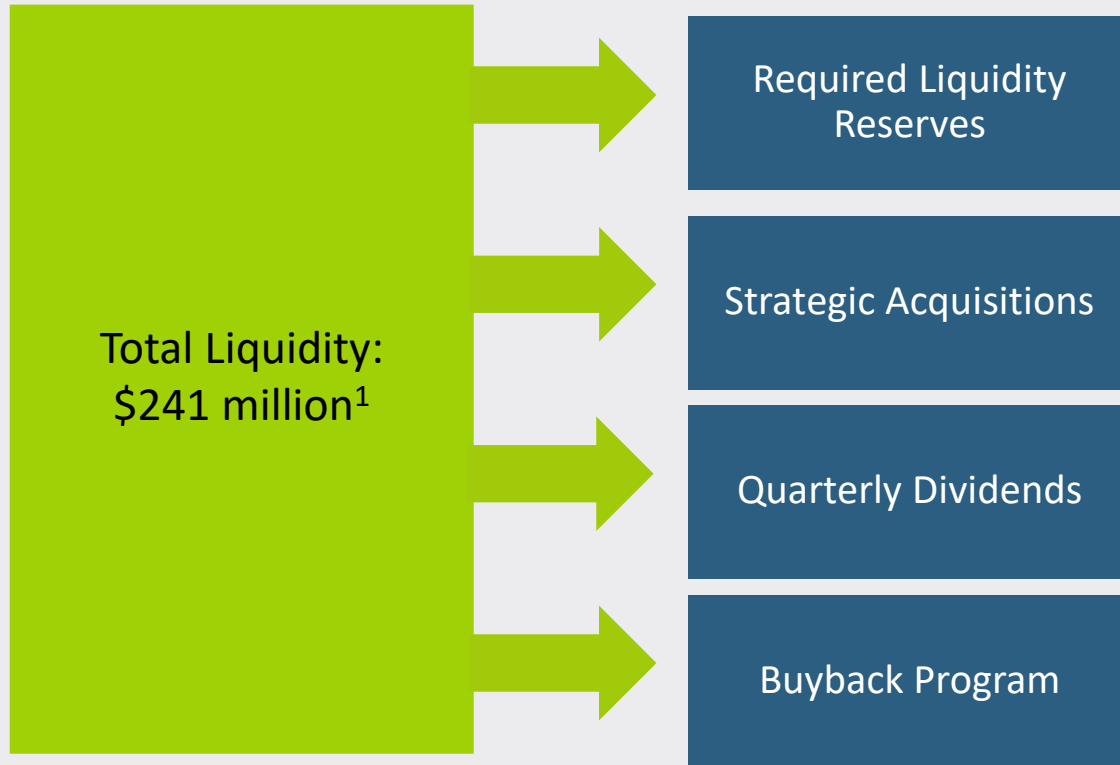 Total Liquidity:
$241 million¹
Required Liquidity
Reserves
Strategic Acquisitions
Quarterly Dividends
Buyback Program